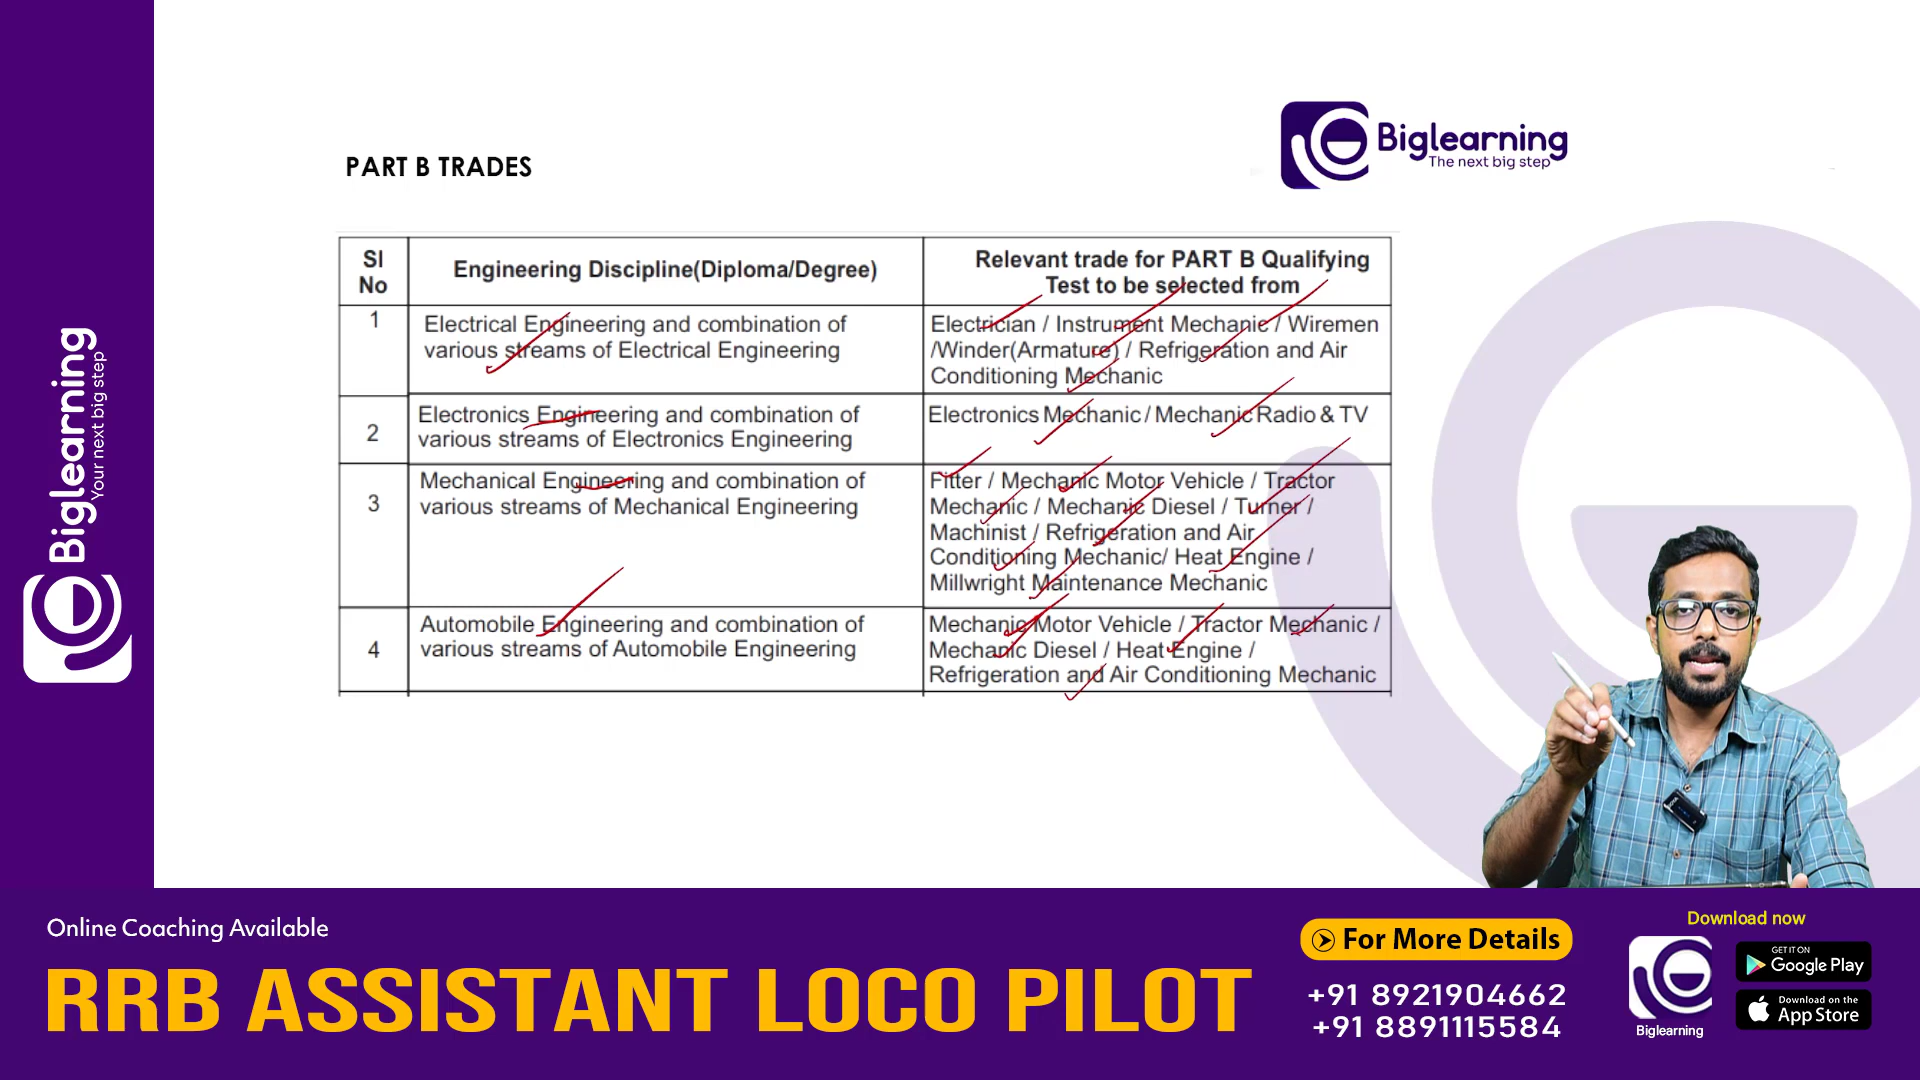 PART B TRADES
Biglearning
The next big step
Sl
No
Engineering Discipline(Diploma/Degree)
Relevant trade for PART B Qualifying
Test to be selected from
1
Electrical Engineering and combination of
various streams of Electrical Engineering
Electrician / Instrument Mechanic / Wiremen
/Winder(Armature) / Refrigeration and Air
Conditioning Mechanic
2
Electronics Engineering and combination of
various streams of Electronics Engineering
Electronics Mechanic / Mechanic Radio & TV
3
Mechanical Engineering and combination of
various streams of Mechanical Engineering
Fitter / Mechanic Motor Vehicle / Tractor
Mechanic / Mechanic Diesel / Turner /
Machinist / Refrigeration and Air
Conditioning Mechanic/ Heat Engine /
Millwright Maintenance Mechanic
4
Automobile Engineering and combination of
various streams of Automobile Engineering
Mechanic Motor Vehicle / Tractor Mechanic /
Mechanic Diesel / Heat Engine /
Refrigeration and Air Conditioning Mechanic
Biglearning
Your next big step
Online Coaching Available
RRB ASSISTANT LOCO PILOT
For More Details
+91 8921904662
+91 8891115584
Download now
Biglearning
GET IT ON
Google Play
Download on the
App Store